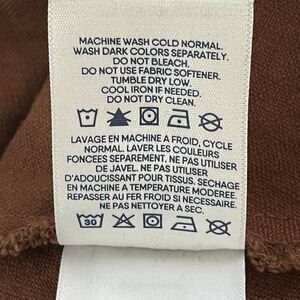 MACHINE WASH COLD NORMAL.
WASH DARK COLORS SEPARATELY.
DO NOT BLEACH.
DO NOT USE FABRIC SOFTENER.
TUMBLE DRY LOW.
COOL IRON IF NEEDED.
DO NOT DRY CLEAN.
LAVAGE EN MACHINE A FROID, CYCLE
NORMAL. LAVER LES COULEURS
FONCEES SEPAREMENT. NE PAS UTILISER
DE JAVEL. NE PAS UTILISER
D'ADOUCISSANT POUR TISSUS. SECHAGE
EN MACHINE A TEMPERATURE MODEREE.
REPASSER AU FER FROID SI NECESSAIRE.
NE PAS NETTOYER A SEC.
30